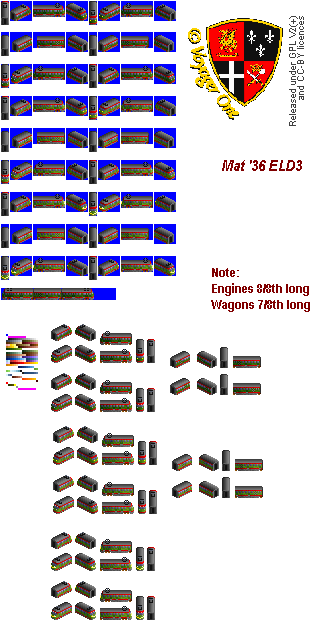 © Voyager One
Released under GPL V2(+)
and CC-BY licences
Mat '36 ELD3
Note:
Engines 8/8th long
Wagons 7/8th long